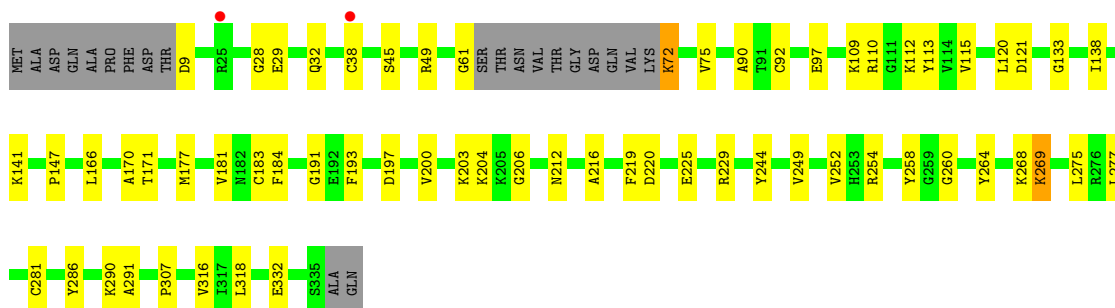 MET ALA ASP GLN ALA PRO PHE ASP THR D9 R25 G28 E29 Q32 C38 S45 R49 G61 SER THR ASN VAL THR GLY ASP GLN VAL LYS K72 V75 A90 T91 C92 E97 K109 R110 G111 K112 Y113 V114 V115 L120 D121 G133 I138
K141 P147 L166 A170 T171 M177 V181 N182 C183 F184 G191 E192 F193 D197 V200 K203 K204 K205 G206 N212 A216 F219 D220 E225 R229 Y244 V249 V252 H253 R254 Y258 G259 G260 Y264 K268 K269 L275 R276 L277
C281 Y286 K290 A291 P307 V316 I317 L318 E332 S335 ALA GLN